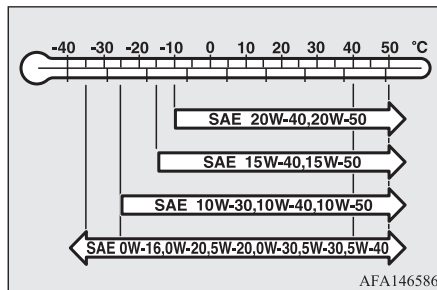 -40 -30 -20 -10 0 10 20 30 40 50 °C
SAE 20W-40,20W-50
SAE 15W-40,15W-50
SAE 10W-30,10W-40,10W-50
SAE 0W-16,0W-20,5W-20,0W-30,5W-30,5W-40
AFA146586